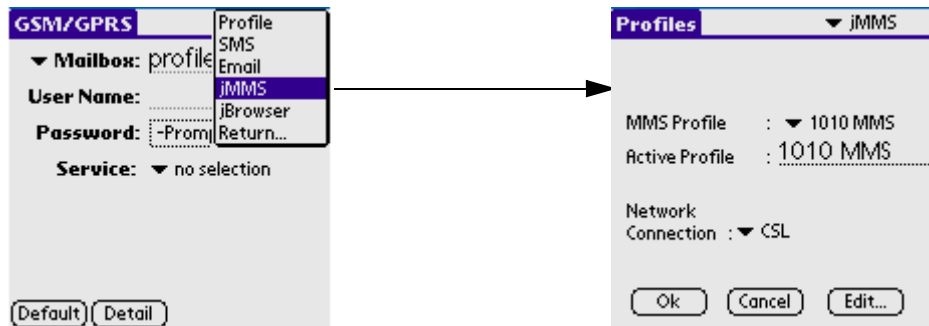 GSM/GPRS
Profile
SMS
Email
jMMS
jBrowser
Return...
▼ Mailbox: profile
User Name:
Password: -Promp
Service: ▼ no selection
(Default) (Detail)
Profiles ▼ jMMS
MMS Profile : ▼ 1010 MMS
Active Profile : 1010 MMS
Network
Connection : ▼ CSL
Ok Cancel Edit...